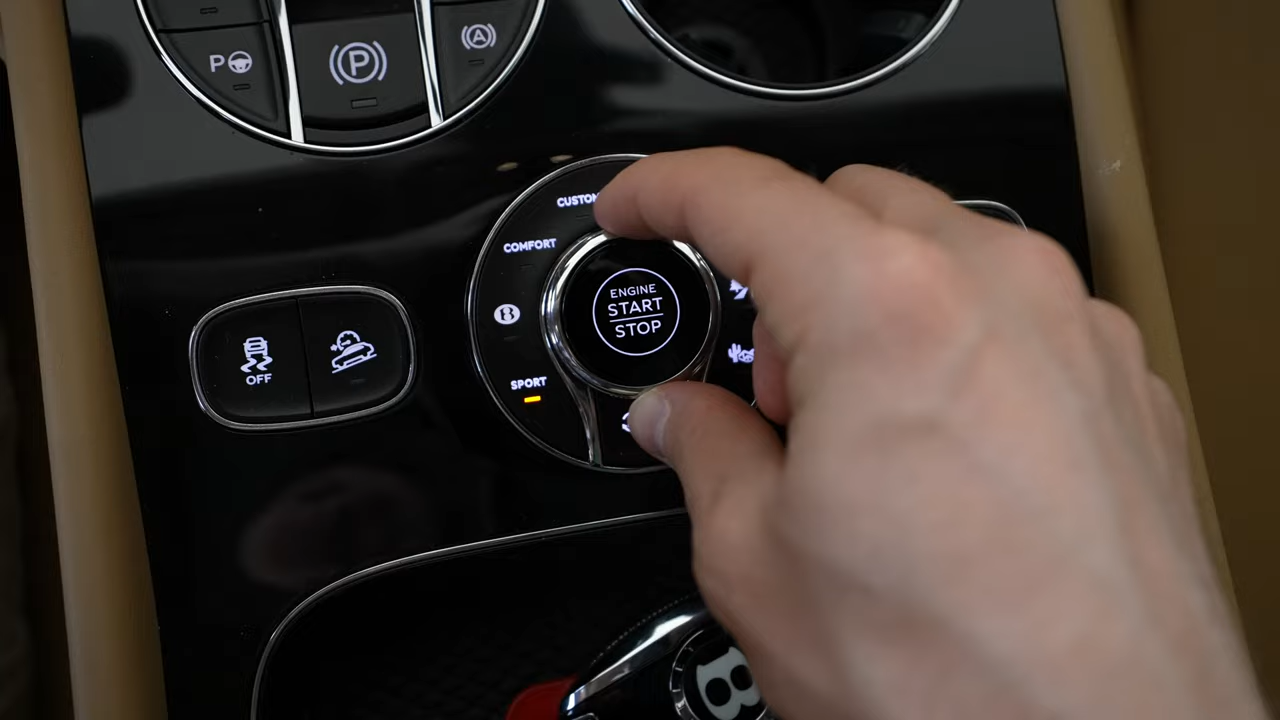 P
P
A
CUSTOM
COMFORT
B
ENGINE
START
STOP
OFF
SPORT
B